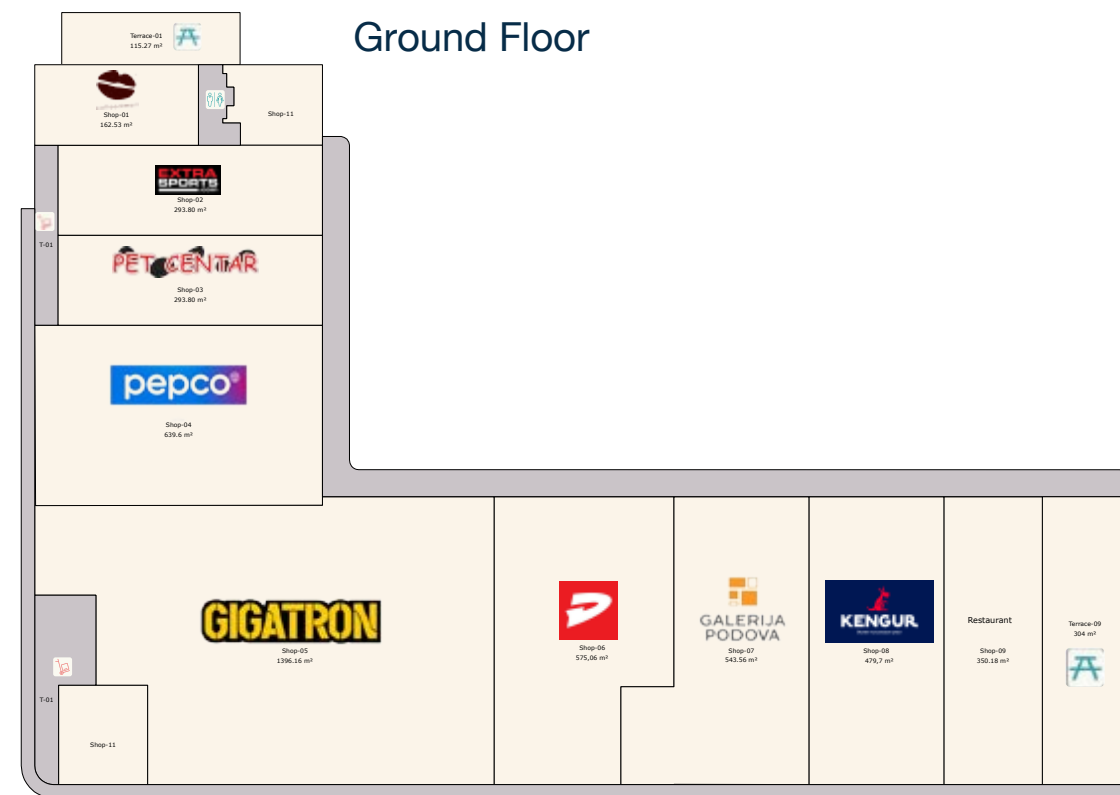 Ground Floor
Terrace-01
115.27 m²
Shop-01
162.53 m²
Shop-11
EXTRA
SPORTS
Shop-02
293.80 m²
T-01
PET CENTAR
Shop-03
293.80 m²
pepco®
Shop-04
639.6 m²
GIGATRON
Shop-05
1396.16 m²
T-01
Shop-11
Shop-06
575,06 m²
GALERIJA
PODOVA
Shop-07
543.56 m²
KENGUR
Shop-08
479,7 m²
Restaurant
Shop-09
350.18 m²
Terrace-09
304 m²